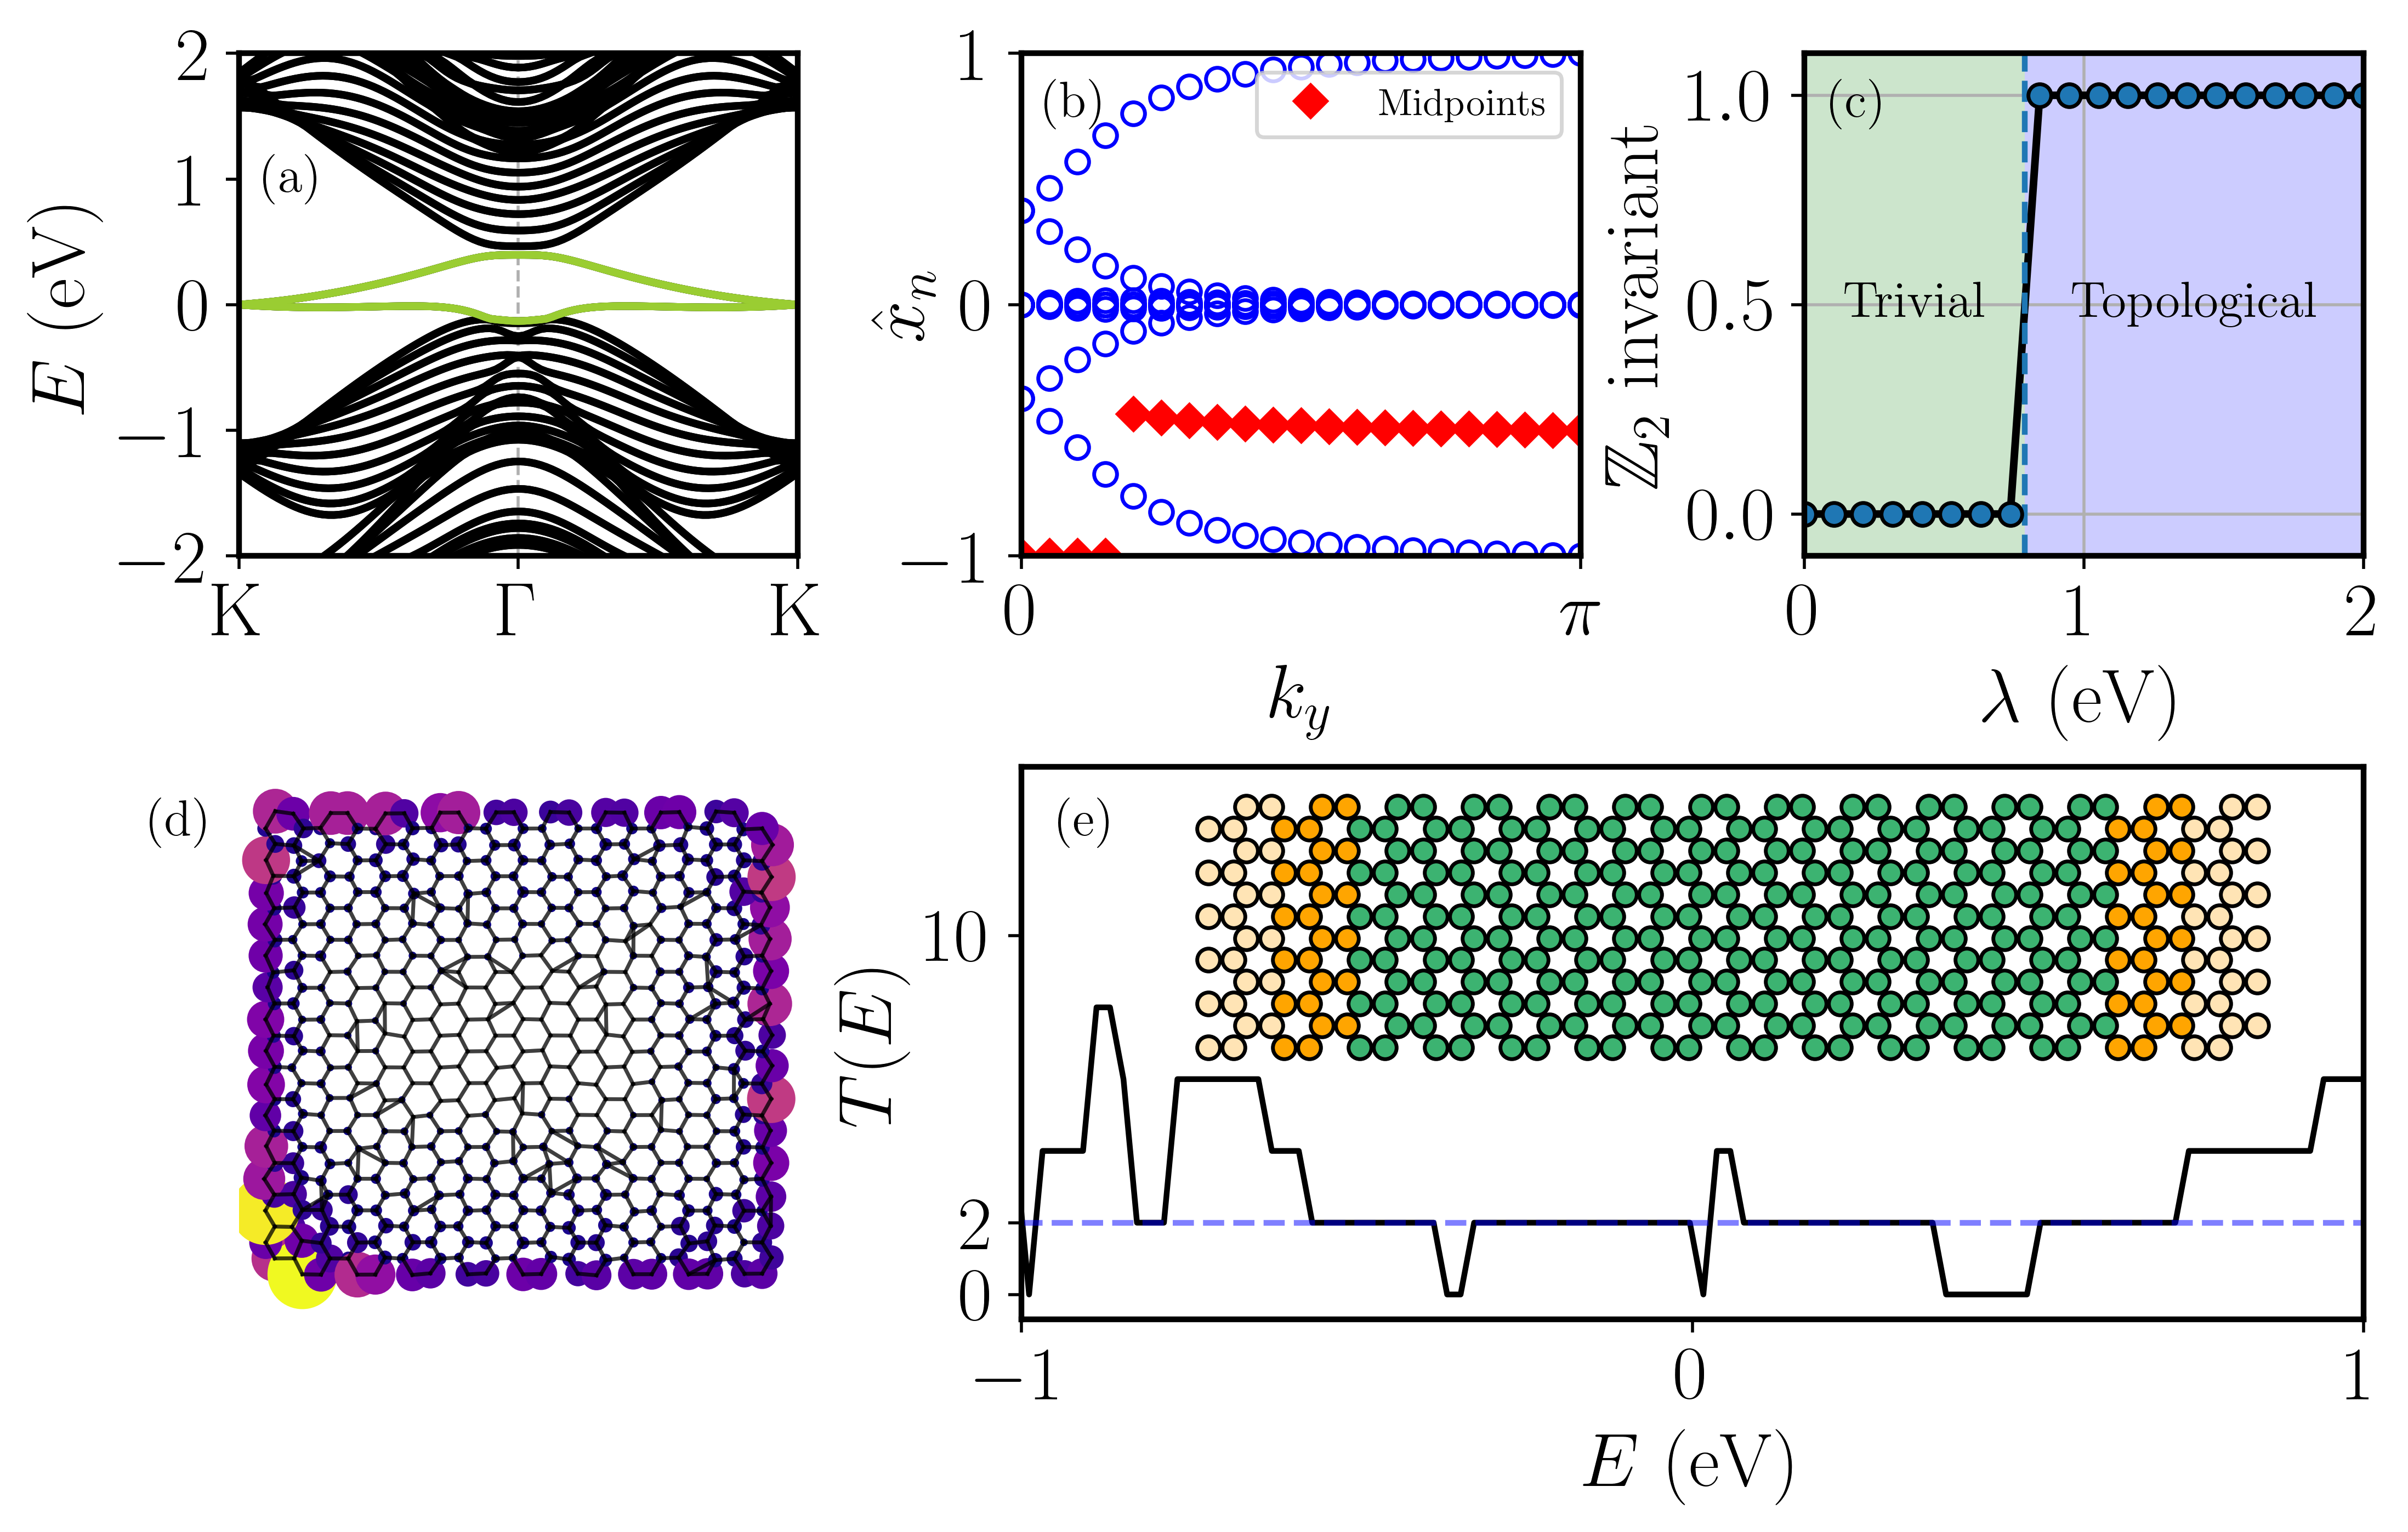 (a)
E (eV)
2
1
0
−1
−2
K
Γ
K
(b)
Midpoints
x̂ₙ
1
0
−1
0
π
k_y
(c)
ℤ₂ invariant
1.0
0.5
0.0
Trivial
Topological
0
1
2
λ (eV)
(d)
(e)
T(E)
10
2
0
−1
0
1
E (eV)